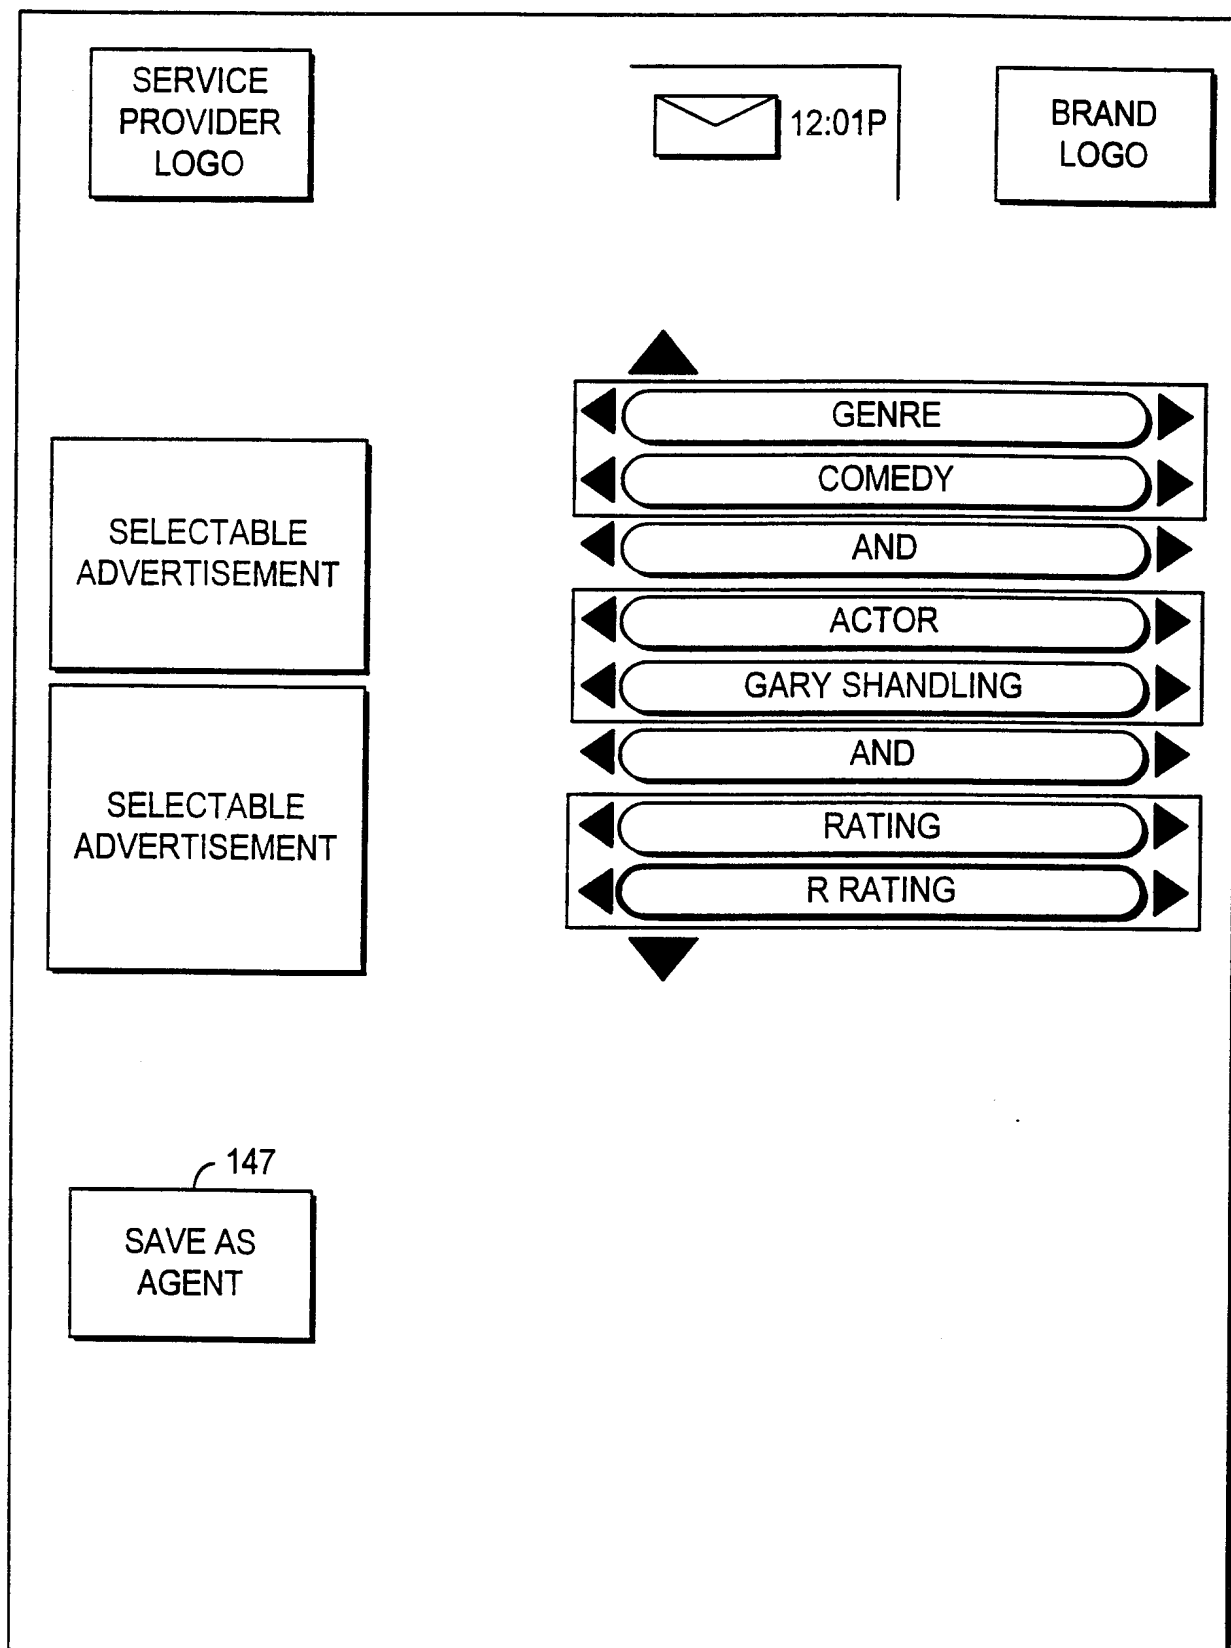 SERVICE
PROVIDER
LOGO
12:01P
BRAND
LOGO
SELECTABLE
ADVERTISEMENT
SELECTABLE
ADVERTISEMENT
GENRE
COMEDY
AND
ACTOR
GARY SHANDLING
AND
RATING
R RATING
147
SAVE AS
AGENT